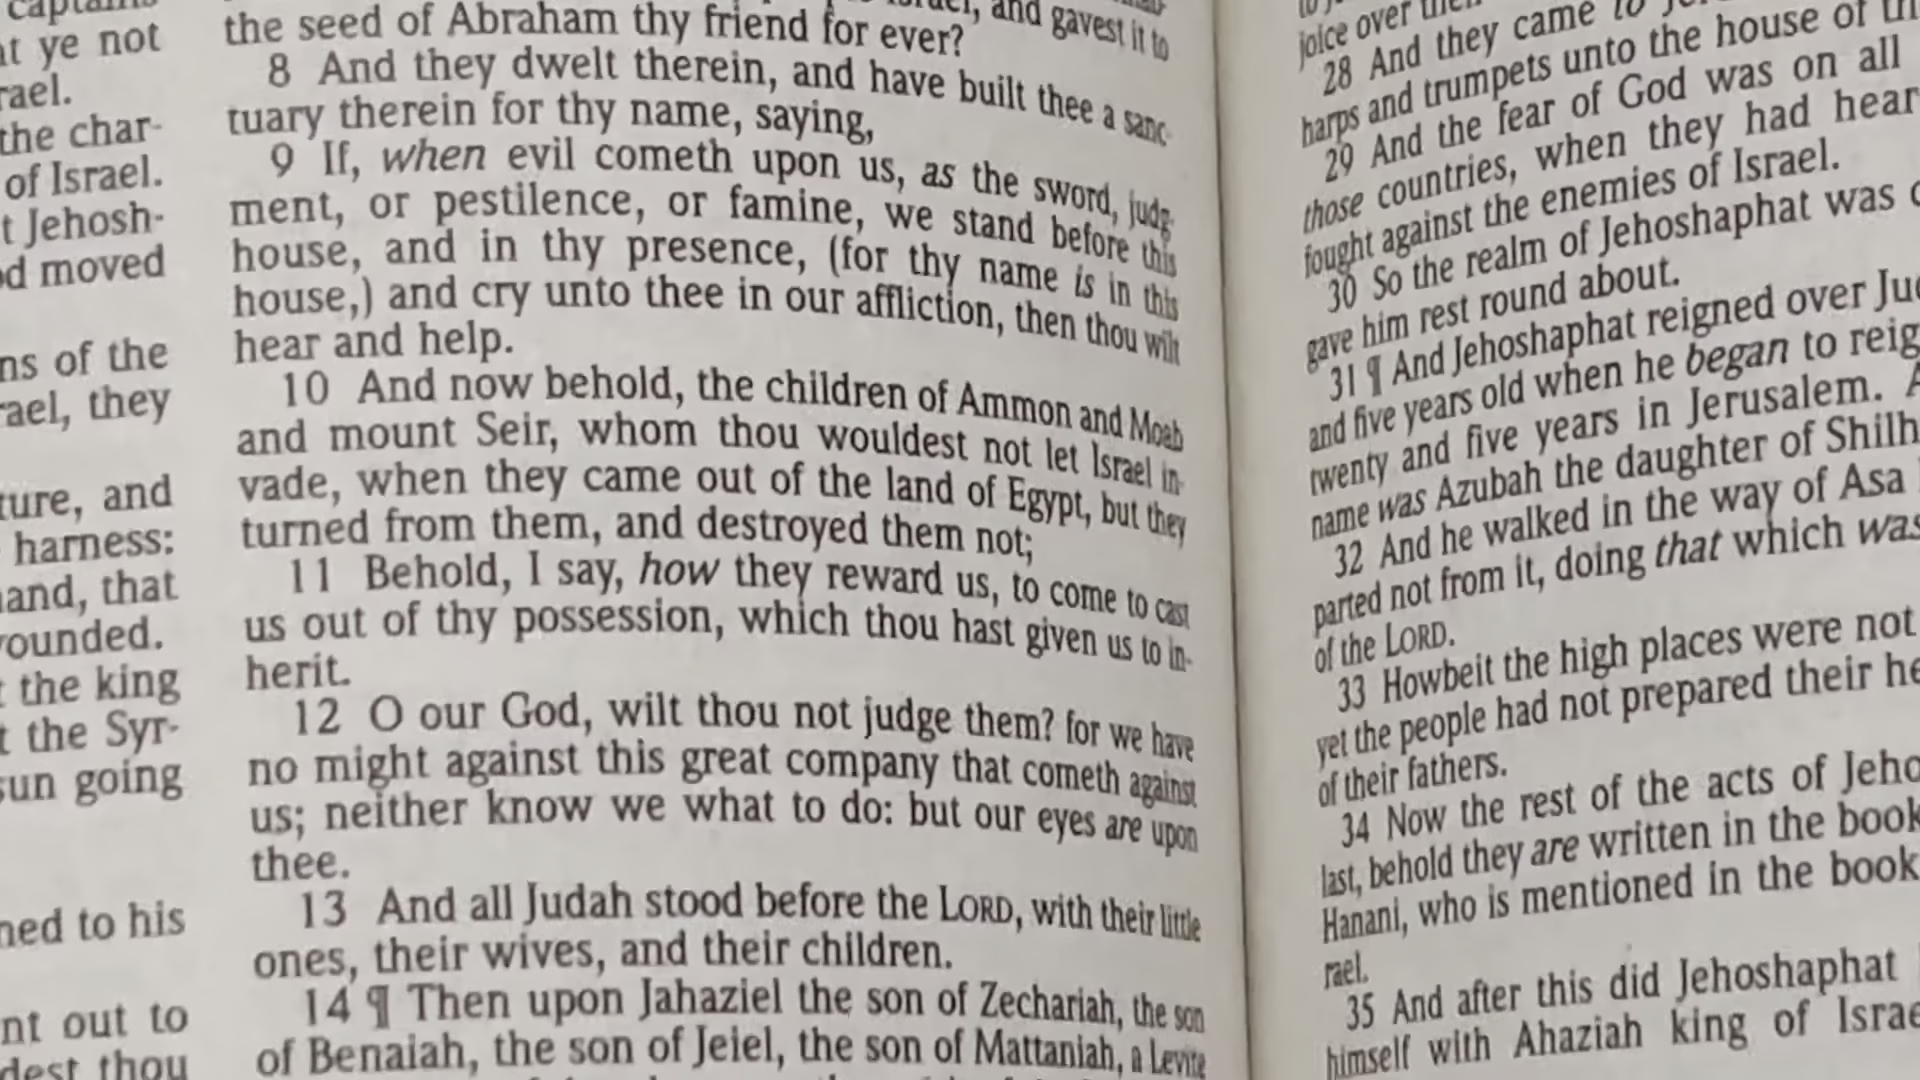 captains
at ye not
rael.
the char-
of Israel.
t Jehosh-
od moved
ns of the
rael, they
ture, and
harness:
and, that
ounded.
the king
t the Syr-
sun going
ned to his
nt out to
dest thou
and gavest it to
the seed of Abraham thy friend for ever?
8 And they dwelt therein, and have built thee a sanc-
tuary therein for thy name, saying,
9 If, when evil cometh upon us, as the sword, judg-
ment, or pestilence, or famine, we stand before this
house, and in thy presence, (for thy name is in this
house,) and cry unto thee in our affliction, then thou wilt
hear and help.
10 And now behold, the children of Ammon and Moab
and mount Seir, whom thou wouldest not let Israel in-
vade, when they came out of the land of Egypt, but they
turned from them, and destroyed them not;
11 Behold, I say, how they reward us, to come to cast
us out of thy possession, which thou hast given us to in-
herit.
12 O our God, wilt thou not judge them? for we have
no might against this great company that cometh against
us; neither know we what to do: but our eyes are upon
thee.
13 And all Judah stood before the LORD, with their little
ones, their wives, and their children.
14 ¶ Then upon Jahaziel the son of Zechariah, the son
of Benaiah, the son of Jeiel, the son of Mattaniah, a Levite
joice over
28 And they came to
harps and trumpets unto the house of
29 And the fear of God was on all
those countries, when they had hear
fought against the enemies of Israel.
30 So the realm of Jehoshaphat was
gave him rest round about.
31 ¶ And Jehoshaphat reigned over Ju
and five years old when he began to reig
twenty and five years in Jerusalem.
name was Azubah the daughter of Shilh
32 And he walked in the way of Asa
parted not from it, doing that which was
of the LORD.
33 Howbeit the high places were not
yet the people had not prepared their he
of their fathers.
34 Now the rest of the acts of Jeho
last, behold they are written in the book
Hanani, who is mentioned in the book
rael.
35 And after this did Jehoshaphat
himself with Ahaziah king of Israe